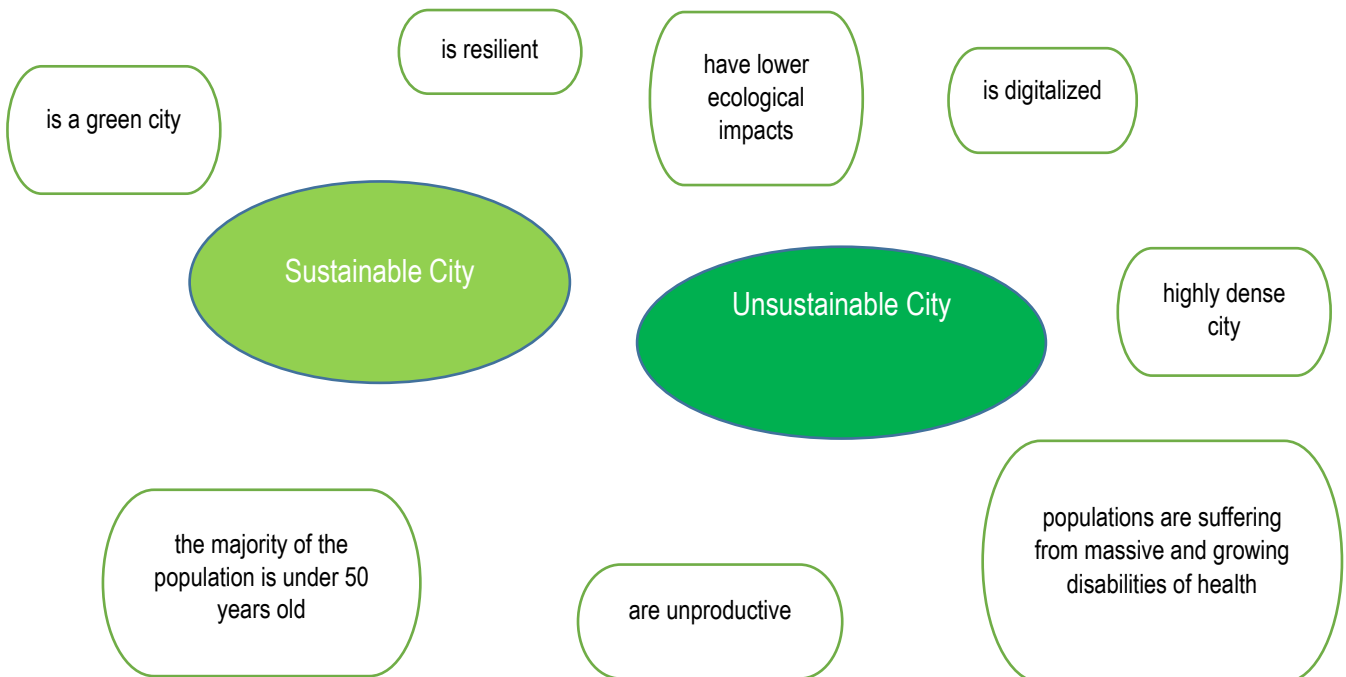 is resilient
have lower
ecological
impacts
is digitalized
is a green city
Sustainable City
Unsustainable City
highly dense
city
the majority of the
population is under 50
years old
are unproductive
populations are suffering
from massive and growing
disabilities of health